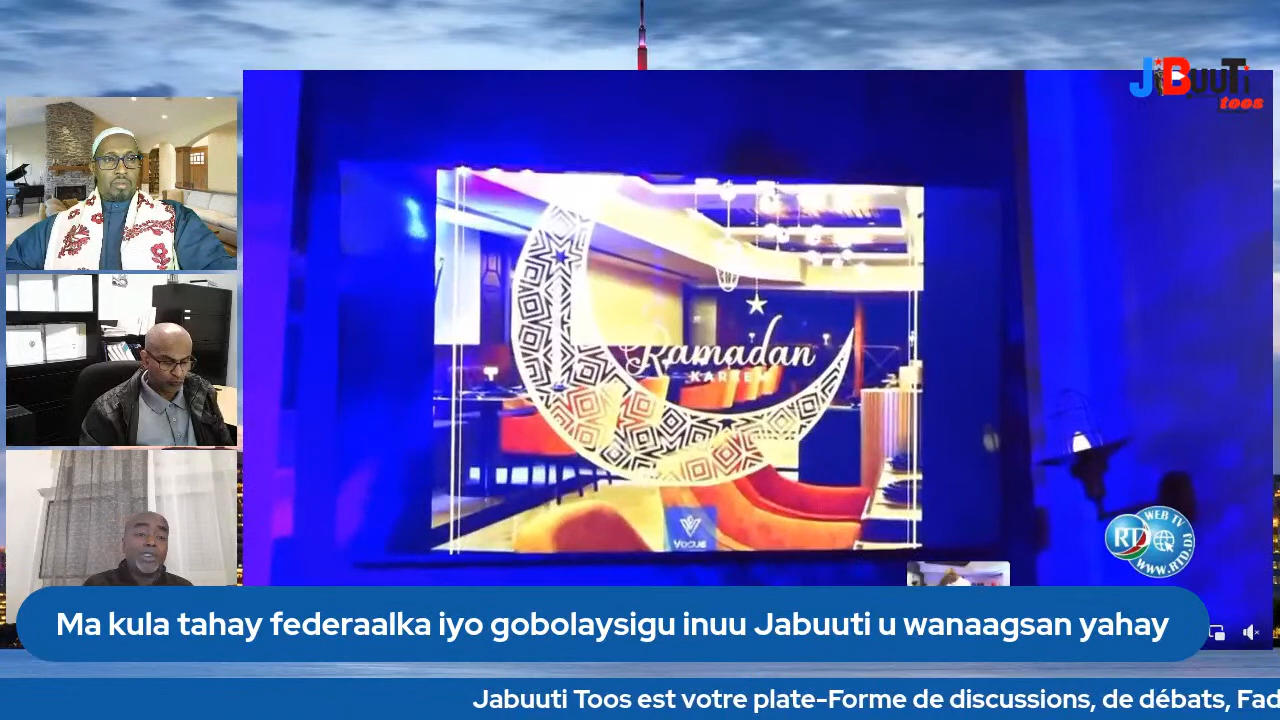 JBuuTi
toos
Ramadan
KAREEM
Vocus
WEB TV
RTD
WWW.RTD.DJ
Ma kula tahay federaalka iyo gobolaysigu inuu Jabuuti u wanaagsan yahay
Jabuuti Toos est votre plate-Forme de discussions, de débats, Fad